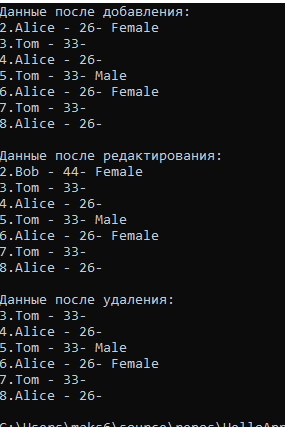 Данные после добавления:
2.Alice - 26- Female
3.Tom - 33-
4.Alice - 26-
5.Tom - 33- Male
6.Alice - 26- Female
7.Tom - 33-
8.Alice - 26-
Данные после редактирования:
2.Bob - 44- Female
3.Tom - 33-
4.Alice - 26-
5.Tom - 33- Male
6.Alice - 26- Female
7.Tom - 33-
8.Alice - 26-
Данные после удаления:
3.Tom - 33-
4.Alice - 26-
5.Tom - 33- Male
6.Alice - 26- Female
7.Tom - 33-
8.Alice - 26-